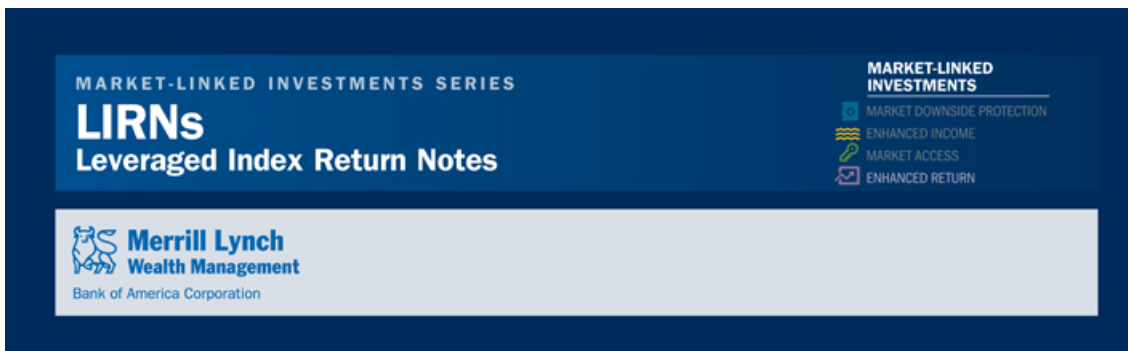 MARKET-LINKED INVESTMENTS SERIES
LIRNs
Leveraged Index Return Notes
MARKET-LINKED
INVESTMENTS
MARKET DOWNSIDE PROTECTION
ENHANCED INCOME
MARKET ACCESS
ENHANCED RETURN
Merrill Lynch
Wealth Management
Bank of America Corporation